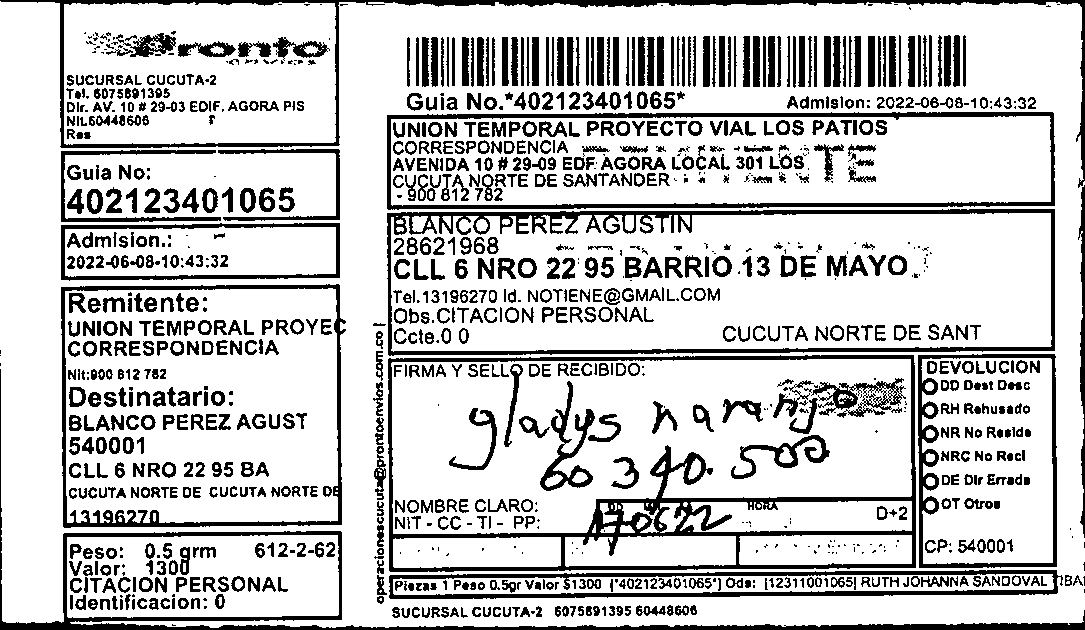 Pronto
envios
SUCURSAL CUCUTA-2
Tel. 6075891395
Dir. AV. 10 # 29-03 EDIF. AGORA PIS
NIL60448606
Res
Guia No:
402123401065
Admision.:
2022-06-08-10:43:32
Remitente:
UNION TEMPORAL PROYEC
CORRESPONDENCIA
Nit:900 812 782
Destinatario:
BLANCO PEREZ AGUST
540001
CLL 6 NRO 22 95 BA
CUCUTA NORTE DE CUCUTA NORTE DE
13196270
Peso: 0.5 grm 612-2-62
Valor: 1300
CITACION PERSONAL
Identificacion: 0
operacionescucuta@prontoenvios.com.co |
Guia No.*402123401065*
Admision: 2022-06-08-10:43:32
UNION TEMPORAL PROYECTO VIAL LOS PATIOS
CORRESPONDENCIA
AVENIDA 10 # 29-09 EDF AGORA LOCAL 301 LOS
CUCUTA NORTE DE SANTANDER
- 900 812 782
BLANCO PEREZ AGUSTIN
28621968
CLL 6 NRO 22 95 BARRIO 13 DE MAYO
Tel.13196270 Id. NOTIENE@GMAIL.COM
Obs.CITACION PERSONAL
Ccte.0 0 CUCUTA NORTE DE SANT
FIRMA Y SELLO DE RECIBIDO:
gladys naranjo
60 340.500
NOMBRE CLARO:
NIT - CC - TI - PP:
DD
HORA
170622
D+2
DEVOLUCION
DD Dest Desc
RH Rehusado
NR No Reside
NRC No Recl
DE Dir Errada
OT Otros
CP: 540001
Piezas 1 Peso 0.5gr Valor $1300 (*402123401065*) Ods: [12311001065] RUTH JOHANNA SANDOVAL TIBA
SUCURSAL CUCUTA-2 6075891395 60448606